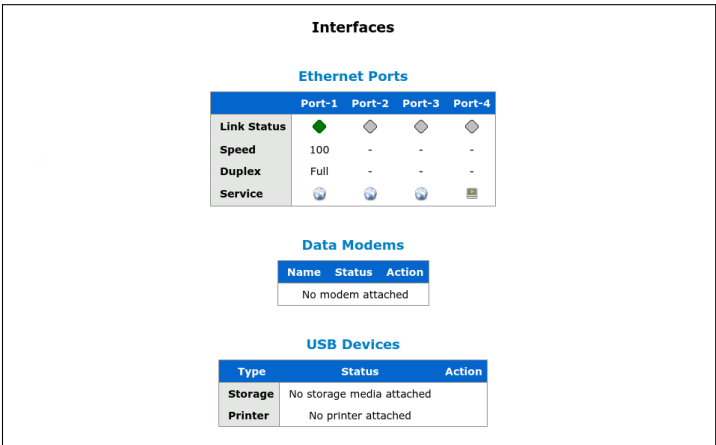 Interfaces
Ethernet Ports
Port-1 Port-2 Port-3 Port-4
Link Status
Speed 100 - - -
Duplex Full - - -
Service
Data Modems
Name Status Action
No modem attached
USB Devices
Type Status Action
Storage No storage media attached
Printer No printer attached